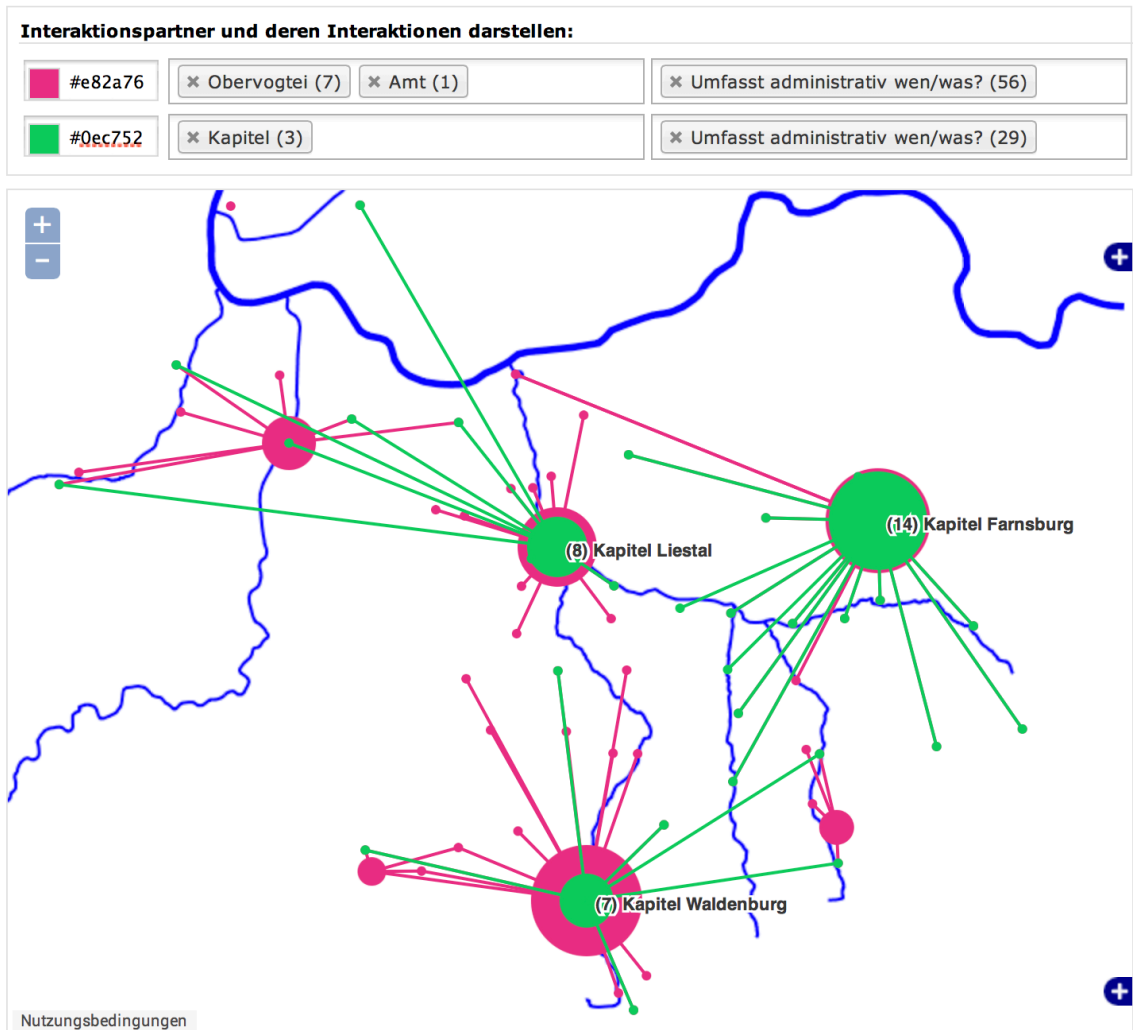 Interaktionspartner und deren Interaktionen darstellen:
#e82a76 × Obervogtei (7) × Amt (1) × Umfasst administrativ wen/was? (56)
#0ec752 × Kapitel (3) × Umfasst administrativ wen/was? (29)
+
−
+
(14) Kapitel Farnsburg
(8) Kapitel Liestal
(7) Kapitel Waldenburg
+
Nutzungsbedingungen